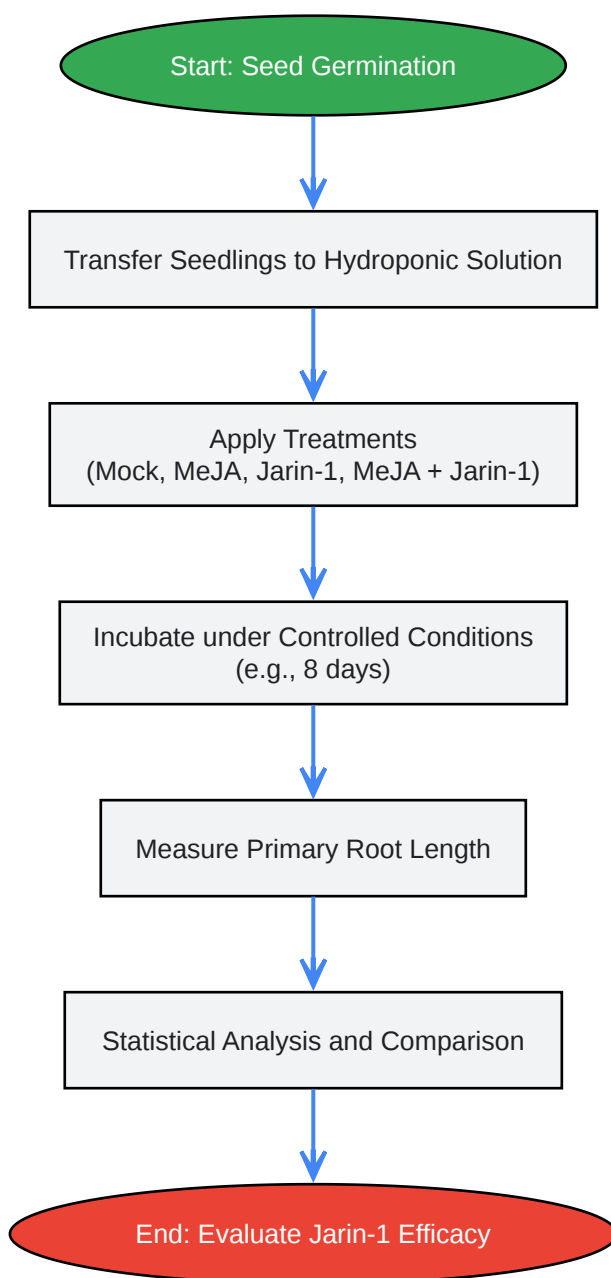 Start: Seed Germination
Transfer Seedlings to Hydroponic Solution
Apply Treatments
(Mock, MeJA, Jarin-1, MeJA + Jarin-1)
Incubate under Controlled Conditions
(e.g., 8 days)
Measure Primary Root Length
Statistical Analysis and Comparison
End: Evaluate Jarin-1 Efficacy